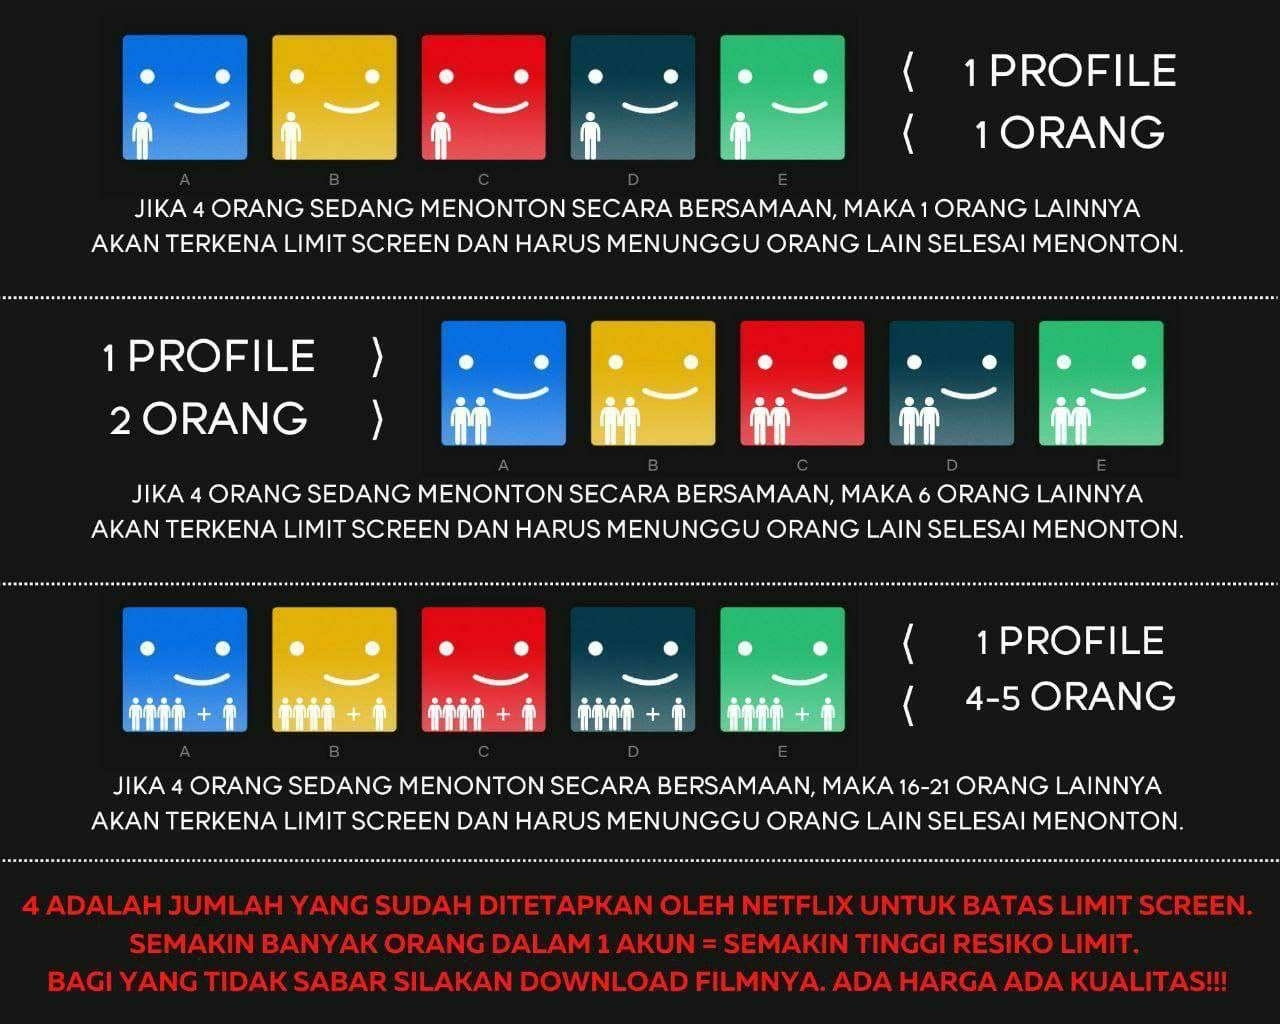 ⟨ 1 PROFILE
⟨ 1 ORANG
A B C D E
JIKA 4 ORANG SEDANG MENONTON SECARA BERSAMAAN, MAKA 1 ORANG LAINNYA
AKAN TERKENA LIMIT SCREEN DAN HARUS MENUNGGU ORANG LAIN SELESAI MENONTON.
1 PROFILE ⟩
2 ORANG ⟩
A B C D E
JIKA 4 ORANG SEDANG MENONTON SECARA BERSAMAAN, MAKA 6 ORANG LAINNYA
AKAN TERKENA LIMIT SCREEN DAN HARUS MENUNGGU ORANG LAIN SELESAI MENONTON.
⟨ 1 PROFILE
⟨ 4-5 ORANG
+ + + + +
A B C D E
JIKA 4 ORANG SEDANG MENONTON SECARA BERSAMAAN, MAKA 16-21 ORANG LAINNYA
AKAN TERKENA LIMIT SCREEN DAN HARUS MENUNGGU ORANG LAIN SELESAI MENONTON.
4 ADALAH JUMLAH YANG SUDAH DITETAPKAN OLEH NETFLIX UNTUK BATAS LIMIT SCREEN.
SEMAKIN BANYAK ORANG DALAM 1 AKUN = SEMAKIN TINGGI RESIKO LIMIT.
BAGI YANG TIDAK SABAR SILAKAN DOWNLOAD FILMNYA. ADA HARGA ADA KUALITAS!!!